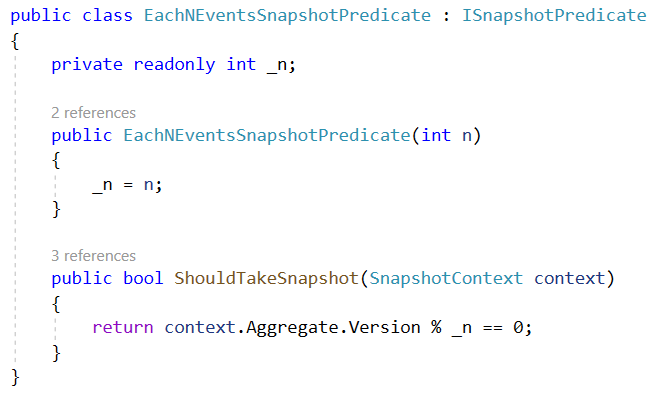 public class EachNEventsSnapshotPredicate : ISnapshotPredicate
{
    private readonly int _n;

    2 references
    public EachNEventsSnapshotPredicate(int n)
    {
        _n = n;
    }

    3 references
    public bool ShouldTakeSnapshot(SnapshotContext context)
    {
        return context.Aggregate.Version % _n == 0;
    }
}